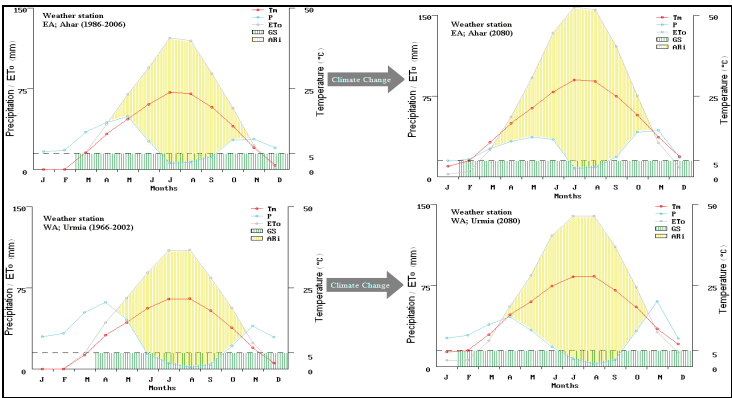 Weather station
EA; Ahar (1986-2006)
Tm
P
ETo
GS
ARi
150
75
0
50
25
5
0
Precipitation / ETo (mm)
Temperature (°C)
J F M A M J J A S O N D
Months
Climate Change
Weather station
EA; Ahar (2080)
Tm
P
ETo
GS
ARi
150
75
0
50
25
5
0
Precipitation / ETo (mm)
Temperature (°C)
J F M A M J J A S O N D
Months
Weather station
WA; Urmia (1966-2002)
Tm
P
ETo
GS
ARi
150
75
0
50
25
5
0
Precipitation / ETo (mm)
Temperature (°C)
J F M A M J J A S O N D
Months
Climate Change
Weather station
WA; Urmia (2080)
Tm
P
ETo
GS
ARi
150
75
0
50
25
5
0
Precipitation / ETo (mm)
Temperature (°C)
J F M A M J J A S O N D
Months